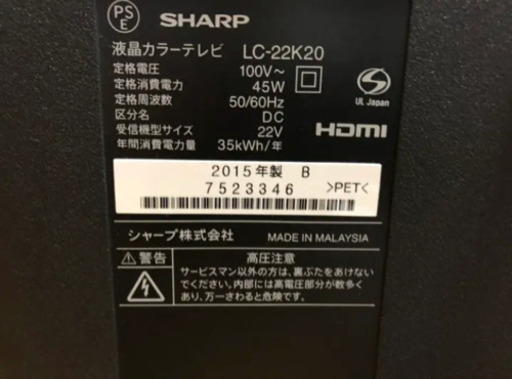 PS
E
SHARP
液晶カラーテレビ LC-22K20
定格電圧 100V～
定格消費電力 45W
定格周波数 50/60Hz
区分名 DC
受信機型サイズ 22V
年間消費電力量 35kWh/年
S
UL Japan
HDMI
2015年製 B
7523346 >PET<
シャープ株式会社 MADE IN MALAYSIA
⚠警告 高圧注意
サービスマン以外の方は、裏ぶたをあけない
でください。内部には高電圧部分が数多く
あり、万一さわると危険です。